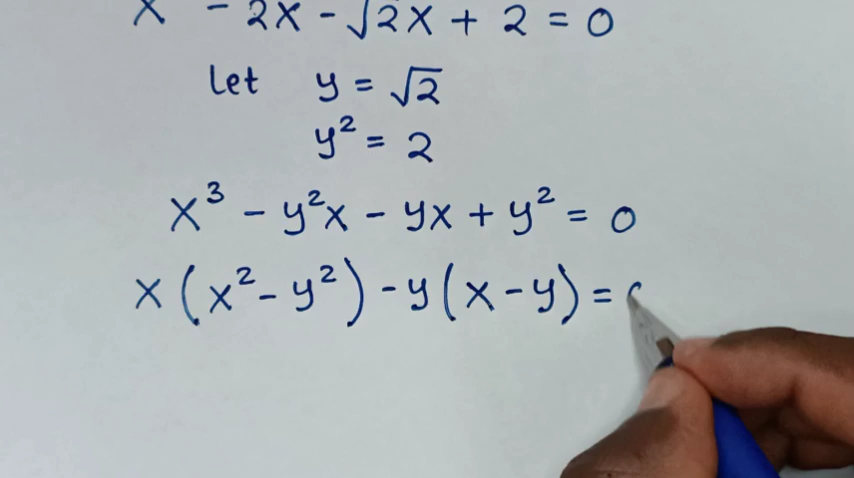 x - 2x - √2x + 2 = 0
let y = √2
y² = 2
x³ - y²x - yx + y² = 0
x(x² - y²) - y(x - y) =